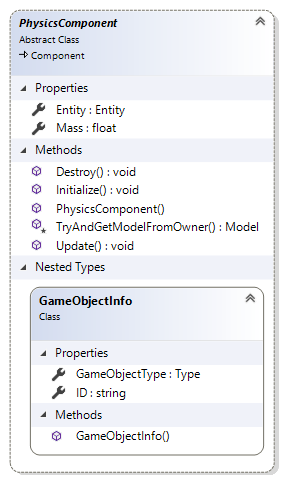 PhysicsComponent
Abstract Class
Component
Properties
Entity : Entity
Mass : float
Methods
Destroy() : void
Initialize() : void
PhysicsComponent()
TryAndGetModelFromOwner() : Model
Update() : void
Nested Types
GameObjectInfo
Class
Properties
GameObjectType : Type
ID : string
Methods
GameObjectInfo()